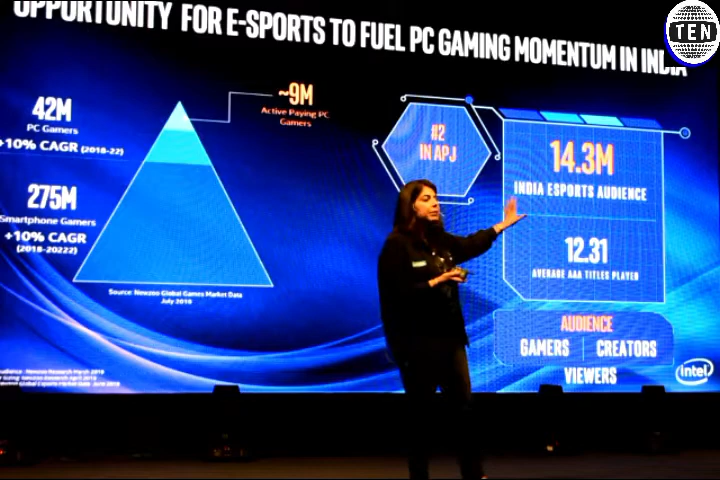 OPPORTUNITY FOR E-SPORTS TO FUEL PC GAMING MOMENTUM IN INDIA
TEN
42M
PC Gamers
+10% CAGR (2018-22)
275M
Smartphone Gamers
+10% CAGR
(2018-20222)
~9M
Active Paying PC
Gamers
Source: Newzoo Global Games Market Data
July 2019
#2
IN APJ
14.3M
INDIA ESPORTS AUDIENCE
12.31
AVERAGE AAA TITLES PLAYER
AUDIENCE
GAMERS
CREATORS
VIEWERS
intel